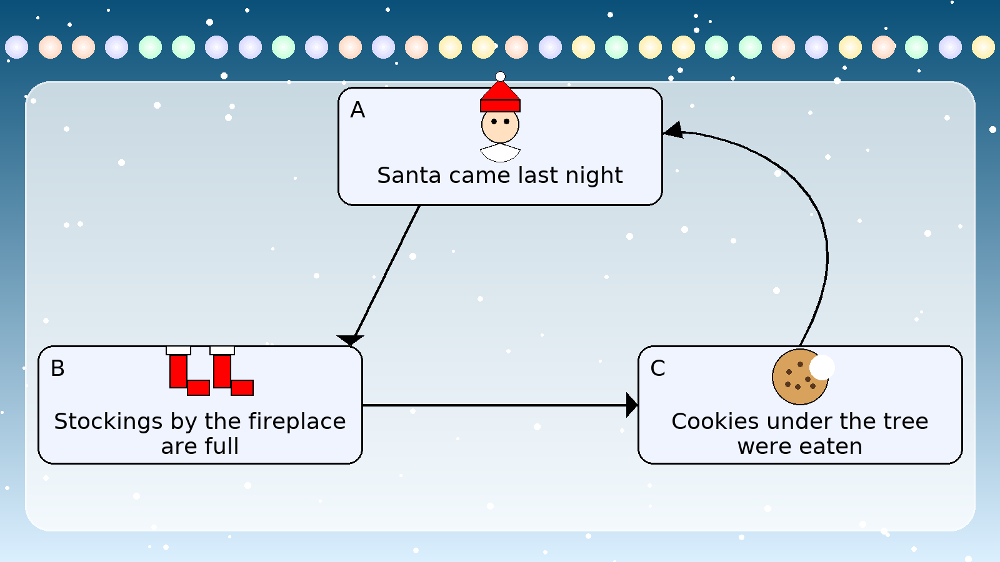 A
Santa came last night
B
Stockings by the fireplace
are full
C
Cookies under the tree
were eaten